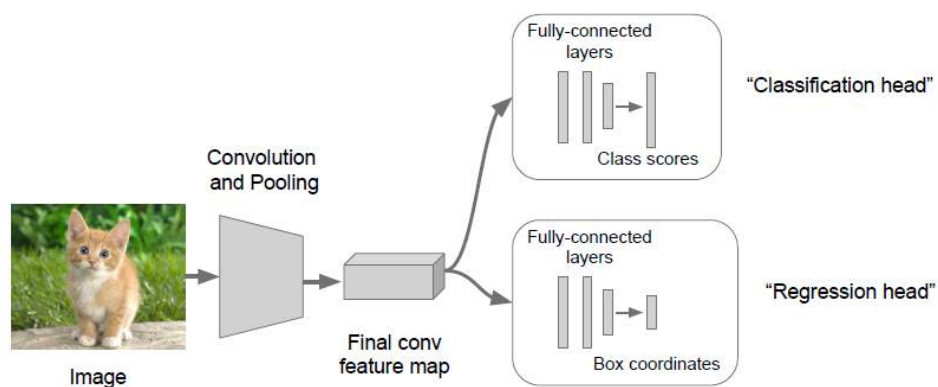 Fully-connected
layers
Class scores
“Classification head”
Convolution
and Pooling
Image
Final conv
feature map
Fully-connected
layers
Box coordinates
“Regression head”